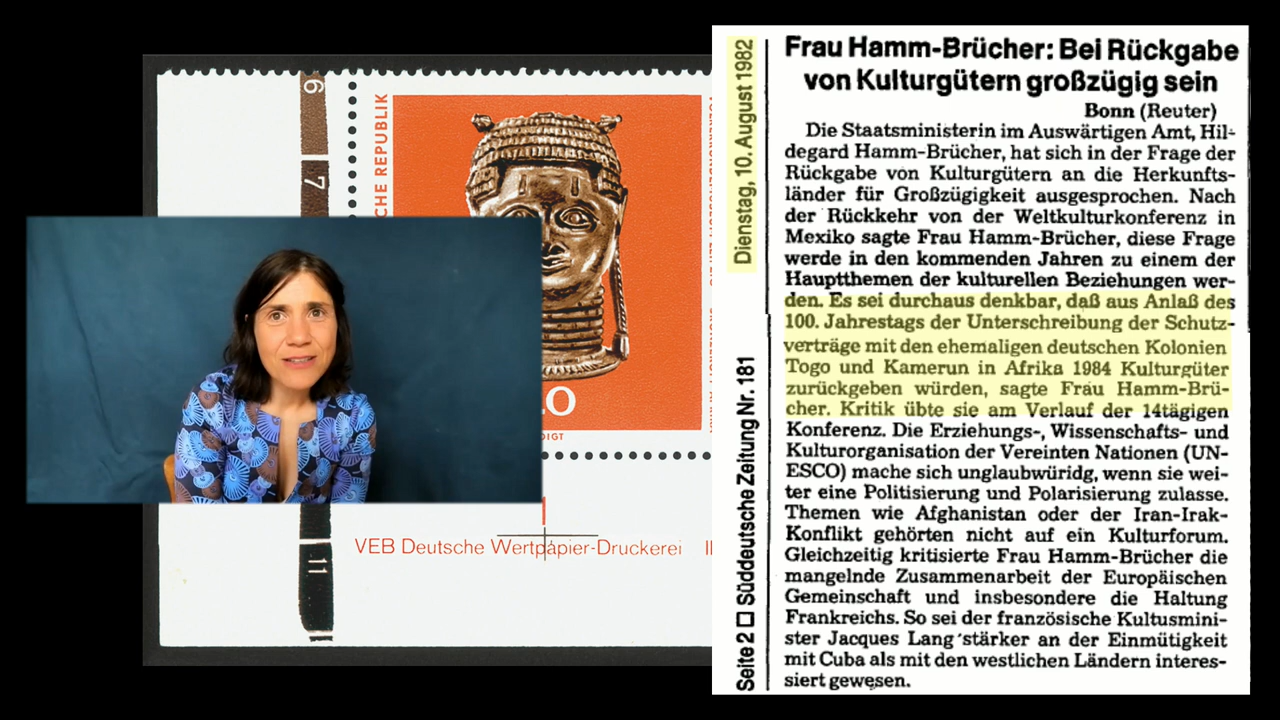 6
7
11
CHE REPUBLIK
DIGT
VEB Deutsche Wertpapier-Druckerei
Dienstag, 10. August 1982
Seite 2 □ Süddeutsche Zeitung Nr. 181
Frau Hamm-Brücher: Bei Rückgabe
von Kulturgütern großzügig sein
Bonn (Reuter)
Die Staatsministerin im Auswärtigen Amt, Hil-
degard Hamm-Brücher, hat sich in der Frage der
Rückgabe von Kulturgütern an die Herkunfts-
länder für Großzügigkeit ausgesprochen. Nach
der Rückkehr von der Weltkulturkonferenz in
Mexiko sagte Frau Hamm-Brücher, diese Frage
werde in den kommenden Jahren zu einem der
Hauptthemen der kulturellen Beziehungen wer-
den. Es sei durchaus denkbar, daß aus Anlaß des
100. Jahrestags der Unterschreibung der Schutz-
verträge mit den ehemaligen deutschen Kolonien
Togo und Kamerun in Afrika 1984 Kulturgüter
zurückgeben würden, sagte Frau Hamm-Brü-
cher. Kritik übte sie am Verlauf der 14tägigen
Konferenz. Die Erziehungs-, Wissenschafts- und
Kulturorganisation der Vereinten Nationen (UN-
ESCO) mache sich unglaubwüridg, wenn sie wei-
ter eine Politisierung und Polarisierung zulasse.
Themen wie Afghanistan oder der Iran-Irak-
Konflikt gehörten nicht auf ein Kulturforum.
Gleichzeitig kritisierte Frau Hamm-Brücher die
mangelnde Zusammenarbeit der Europäischen
Gemeinschaft und insbesondere die Haltung
Frankreichs. So sei der französische Kultusmini-
ster Jacques Lang stärker an der Einmütigkeit
mit Cuba als mit den westlichen Ländern interes-
siert gewesen.